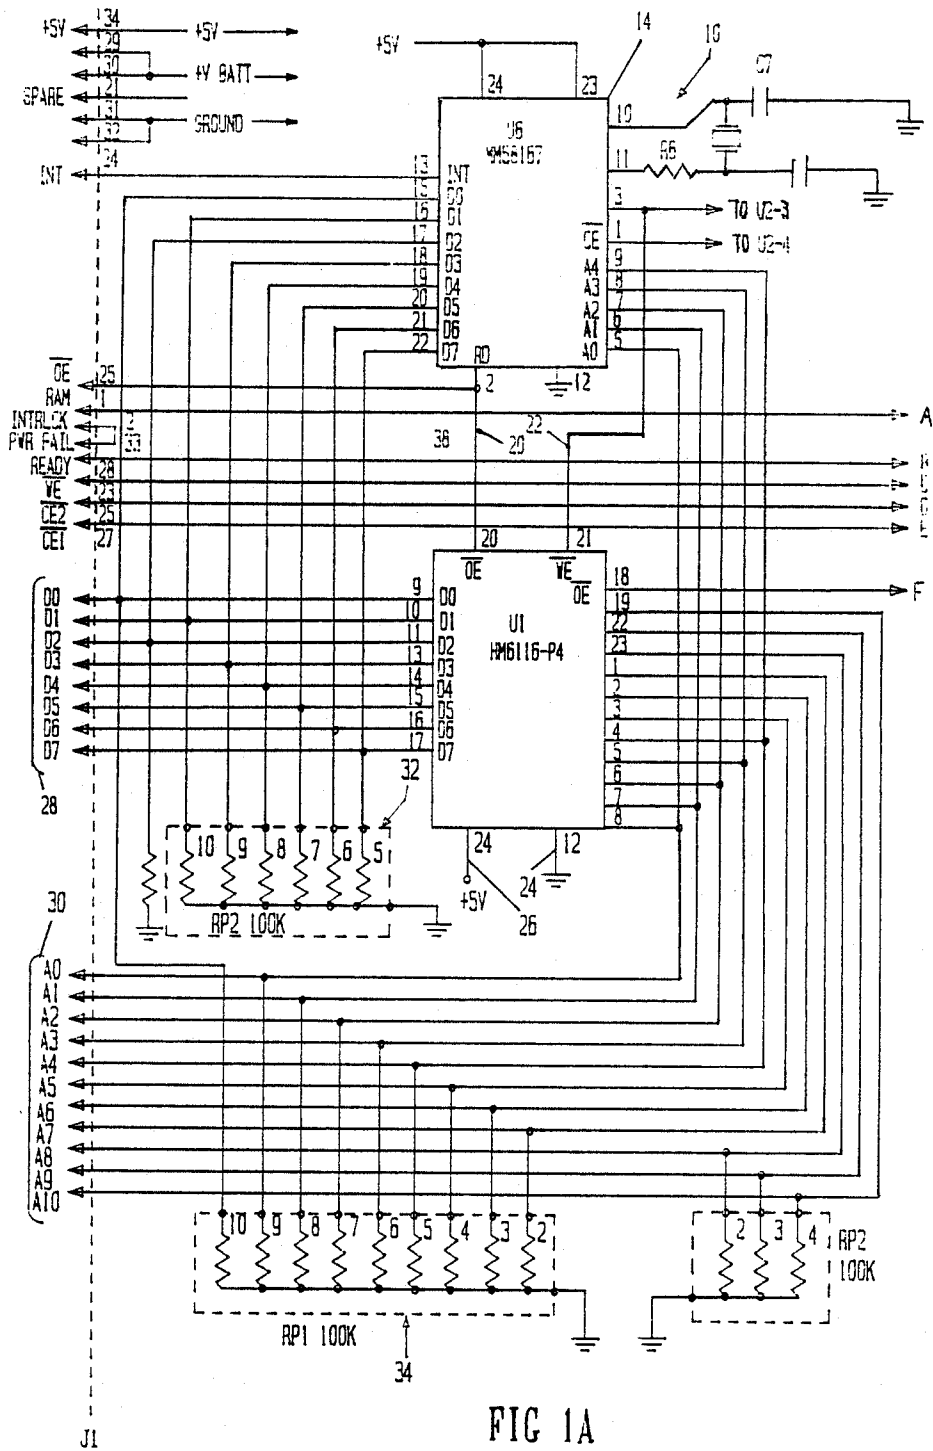 34
+5V
+5V
29
30
+V BATT
SPARE
31
GROUND
32
24
INT
+5V
24
23
14
16
C7
U6
MM58167
10
11
R6
3
TO U2-3
CE
1
TO U2-4
13
INT
15
D0
16
D1
17
D2
18
D3
19
D4
20
D5
21
D6
22
D7
9
A4
8
A3
7
A2
6
A1
5
A0
RD
2
12
OE
25
RAM
1
A
INTRLCK
2
PWR FAIL
33
READY
28
WE
23
CE2
25
CE1
27
38
20
22
20
21
OE
WE
OE
18
F
U1
HM6116-P4
D0
9
D0
D1
10
D1
D2
11
D2
D3
13
D3
D4
14
D4
D5
15
D5
D6
16
D6
D7
17
D7
19
22
23
1
2
3
4
5
6
7
8
28
32
10
9
8
7
6
5
RP2 100K
24
+5V
26
12
24
30
A0
A1
A2
A3
A4
A5
A6
A7
A8
A9
A10
10
9
8
7
6
5
4
3
2
RP1 100K
34
2
3
4
RP2
100K
J1
FIG 1A